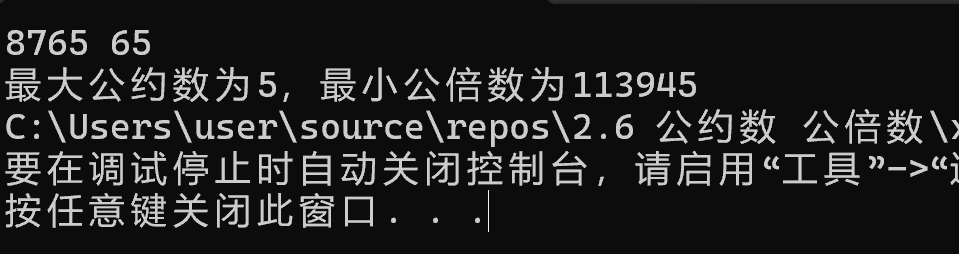 8765 65
最大公约数为5，最小公倍数为113945
C:\Users\user\source\repos\2.6 公约数 公倍数\
要在调试停止时自动关闭控制台，请启用“工具”->“
按任意键关闭此窗口. . .